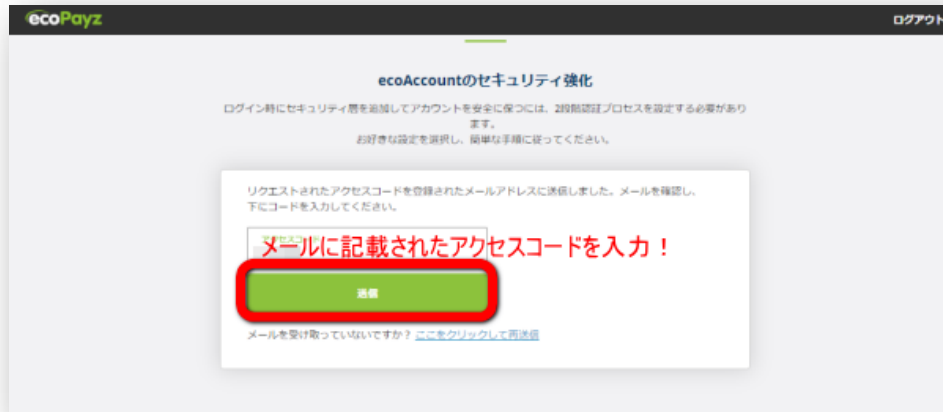 ecoPayz
ログアウト
ecoAccountのセキュリティ強化
ログイン時にセキュリティ層を追加してアカウントを安全に保つには、2段階認証プロセスを設定する必要があり
ます。
お好きな設定を選択し、簡単な手順に従ってください。
リクエストされたアクセスコードを登録されたメールアドレスに送信しました。メールを確認し、
下にコードを入力してください。
メールに記載されたアクセスコードを入力！
送信
メールを受け取っていないですか？ ここをクリックして再送信